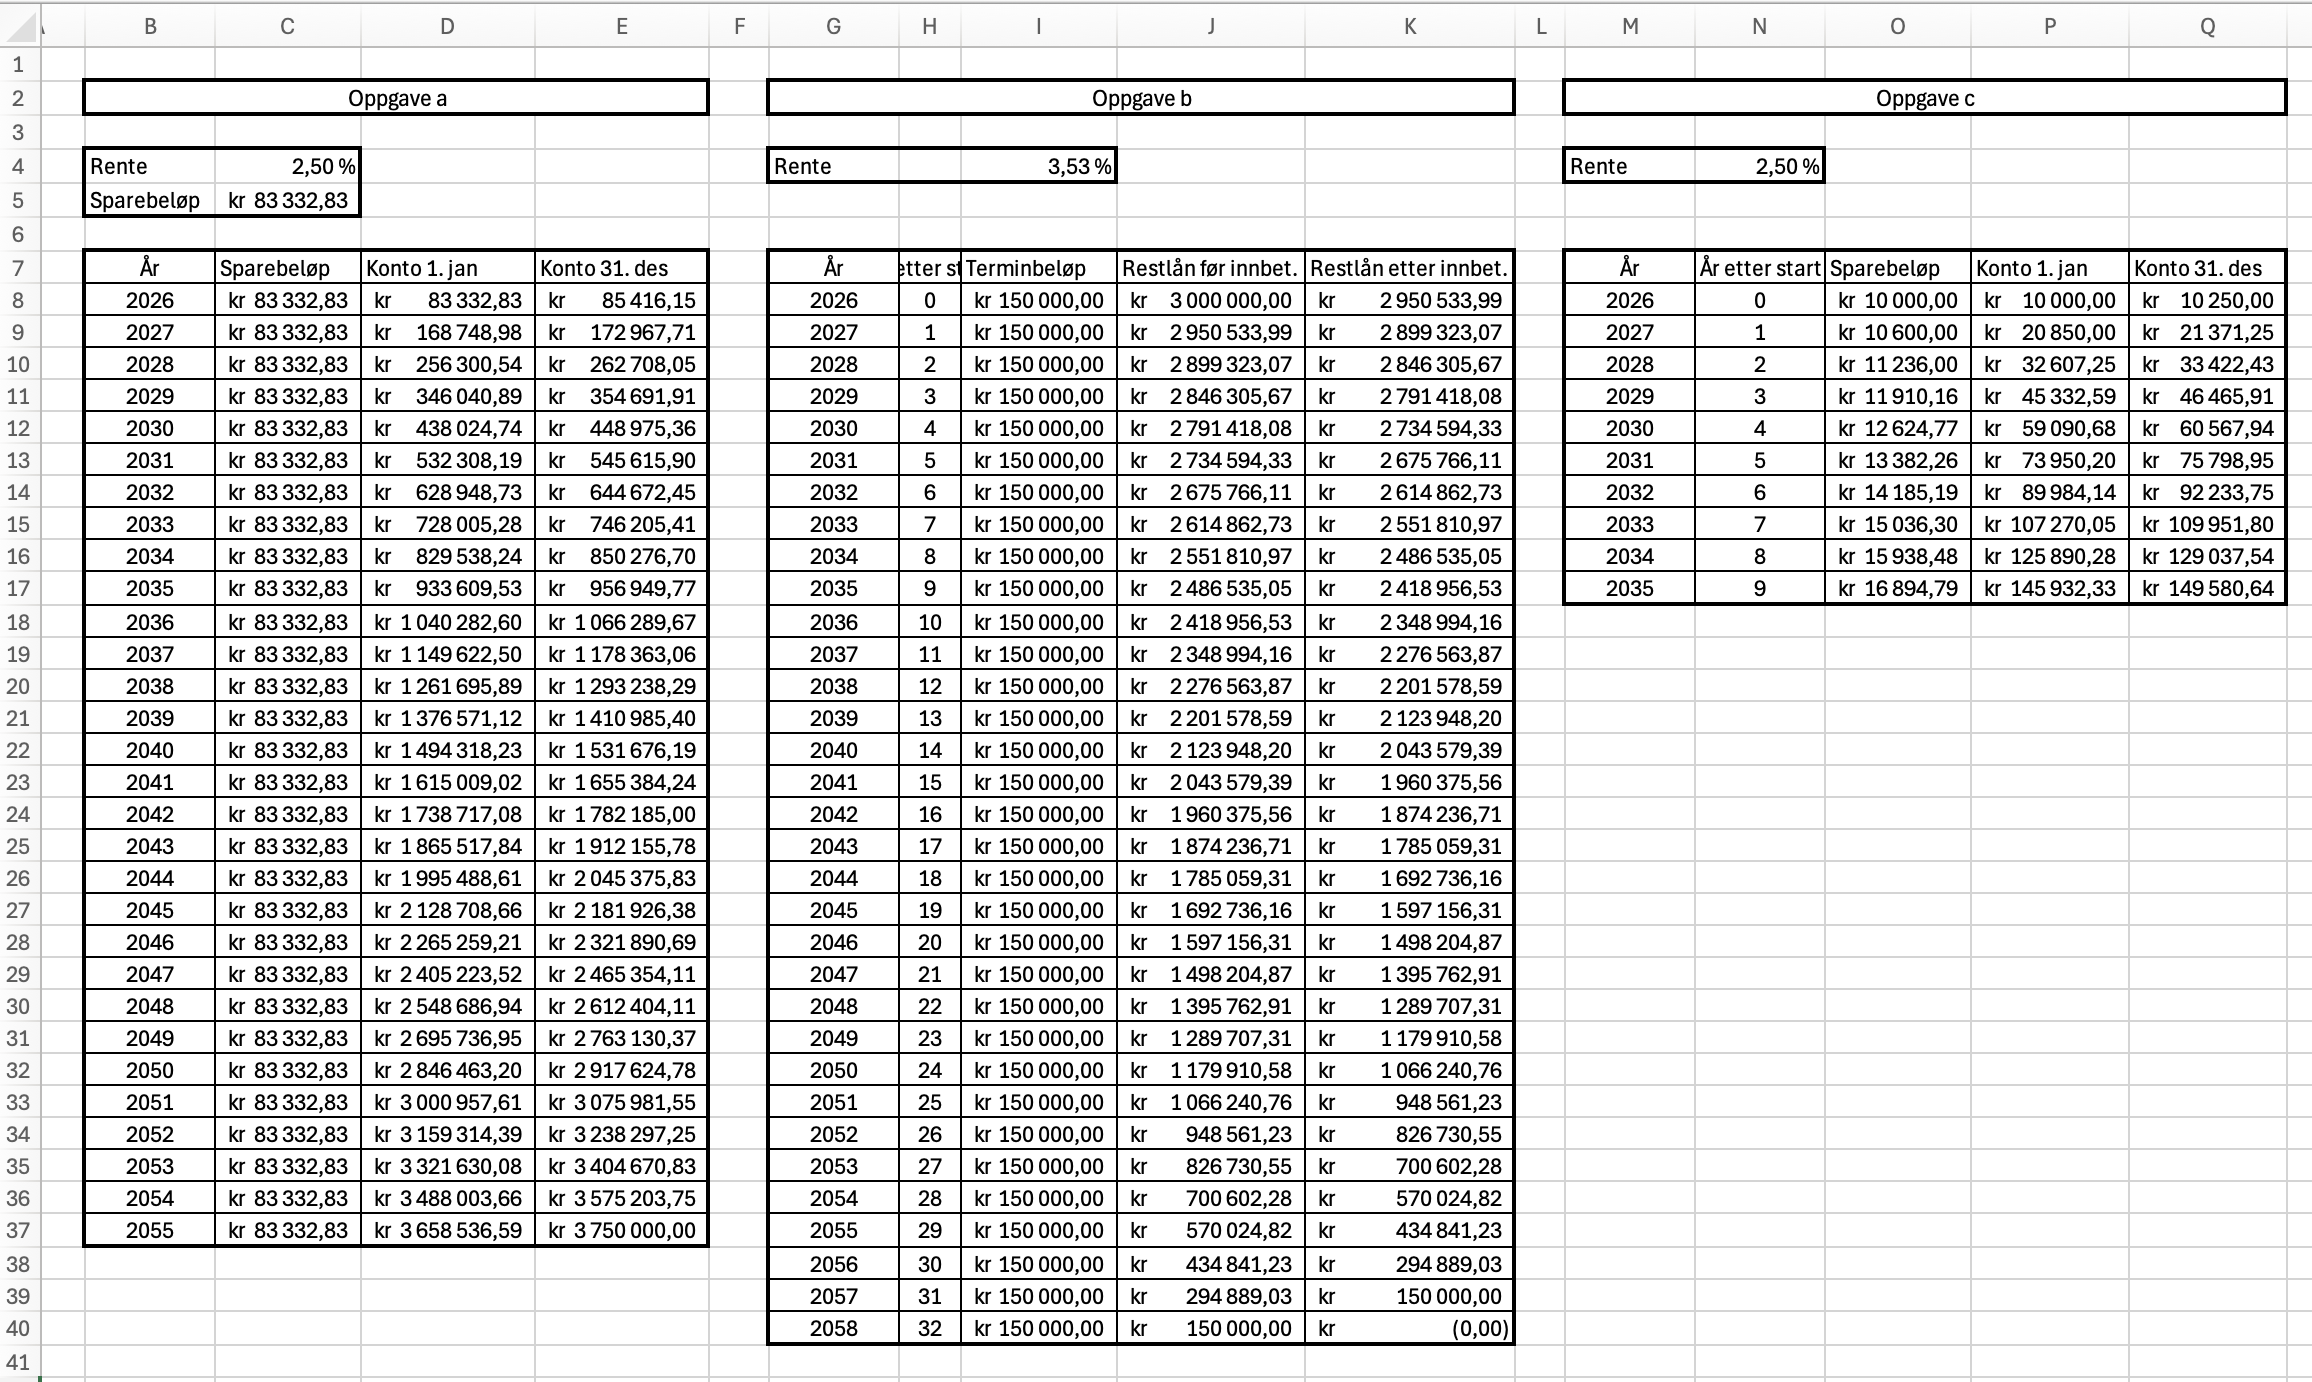 A B C D E F G H I J K L M N O P Q
1
2 Oppgave a Oppgave b Oppgave c
3
4 Rente 2,50 % Rente 3,53 % Rente 2,50 %
5 Sparebeløp kr 83 332,83
6
7 År Sparebeløp Konto 1. jan Konto 31. des År etter st Terminbeløp Restlån før innbet. Restlån etter innbet. År År etter start Sparebeløp Konto 1. jan Konto 31. des
8 2026 kr 83 332,83 kr 83 332,83 kr 85 416,15 2026 0 kr 150 000,00 kr 3 000 000,00 kr 2 950 533,99 2026 0 kr 10 000,00 kr 10 000,00 kr 10 250,00
9 2027 kr 83 332,83 kr 168 748,98 kr 172 967,71 2027 1 kr 150 000,00 kr 2 950 533,99 kr 2 899 323,07 2027 1 kr 10 600,00 kr 20 850,00 kr 21 371,25
10 2028 kr 83 332,83 kr 256 300,54 kr 262 708,05 2028 2 kr 150 000,00 kr 2 899 323,07 kr 2 846 305,67 2028 2 kr 11 236,00 kr 32 607,25 kr 33 422,43
11 2029 kr 83 332,83 kr 346 040,89 kr 354 691,91 2029 3 kr 150 000,00 kr 2 846 305,67 kr 2 791 418,08 2029 3 kr 11 910,16 kr 45 332,59 kr 46 465,91
12 2030 kr 83 332,83 kr 438 024,74 kr 448 975,36 2030 4 kr 150 000,00 kr 2 791 418,08 kr 2 734 594,33 2030 4 kr 12 624,77 kr 59 090,68 kr 60 567,94
13 2031 kr 83 332,83 kr 532 308,19 kr 545 615,90 2031 5 kr 150 000,00 kr 2 734 594,33 kr 2 675 766,11 2031 5 kr 13 382,26 kr 73 950,20 kr 75 798,95
14 2032 kr 83 332,83 kr 628 948,73 kr 644 672,45 2032 6 kr 150 000,00 kr 2 675 766,11 kr 2 614 862,73 2032 6 kr 14 185,19 kr 89 984,14 kr 92 233,75
15 2033 kr 83 332,83 kr 728 005,28 kr 746 205,41 2033 7 kr 150 000,00 kr 2 614 862,73 kr 2 551 810,97 2033 7 kr 15 036,30 kr 107 270,05 kr 109 951,80
16 2034 kr 83 332,83 kr 829 538,24 kr 850 276,70 2034 8 kr 150 000,00 kr 2 551 810,97 kr 2 486 535,05 2034 8 kr 15 938,48 kr 125 890,28 kr 129 037,54
17 2035 kr 83 332,83 kr 933 609,53 kr 956 949,77 2035 9 kr 150 000,00 kr 2 486 535,05 kr 2 418 956,53 2035 9 kr 16 894,79 kr 145 932,33 kr 149 580,64
18 2036 kr 83 332,83 kr 1 040 282,60 kr 1 066 289,67 2036 10 kr 150 000,00 kr 2 418 956,53 kr 2 348 994,16
19 2037 kr 83 332,83 kr 1 149 622,50 kr 1 178 363,06 2037 11 kr 150 000,00 kr 2 348 994,16 kr 2 276 563,87
20 2038 kr 83 332,83 kr 1 261 695,89 kr 1 293 238,29 2038 12 kr 150 000,00 kr 2 276 563,87 kr 2 201 578,59
21 2039 kr 83 332,83 kr 1 376 571,12 kr 1 410 985,40 2039 13 kr 150 000,00 kr 2 201 578,59 kr 2 123 948,20
22 2040 kr 83 332,83 kr 1 494 318,23 kr 1 531 676,19 2040 14 kr 150 000,00 kr 2 123 948,20 kr 2 043 579,39
23 2041 kr 83 332,83 kr 1 615 009,02 kr 1 655 384,24 2041 15 kr 150 000,00 kr 2 043 579,39 kr 1 960 375,56
24 2042 kr 83 332,83 kr 1 738 717,08 kr 1 782 185,00 2042 16 kr 150 000,00 kr 1 960 375,56 kr 1 874 236,71
25 2043 kr 83 332,83 kr 1 865 517,84 kr 1 912 155,78 2043 17 kr 150 000,00 kr 1 874 236,71 kr 1 785 059,31
26 2044 kr 83 332,83 kr 1 995 488,61 kr 2 045 375,83 2044 18 kr 150 000,00 kr 1 785 059,31 kr 1 692 736,16
27 2045 kr 83 332,83 kr 2 128 708,66 kr 2 181 926,38 2045 19 kr 150 000,00 kr 1 692 736,16 kr 1 597 156,31
28 2046 kr 83 332,83 kr 2 265 259,21 kr 2 321 890,69 2046 20 kr 150 000,00 kr 1 597 156,31 kr 1 498 204,87
29 2047 kr 83 332,83 kr 2 405 223,52 kr 2 465 354,11 2047 21 kr 150 000,00 kr 1 498 204,87 kr 1 395 762,91
30 2048 kr 83 332,83 kr 2 548 686,94 kr 2 612 404,11 2048 22 kr 150 000,00 kr 1 395 762,91 kr 1 289 707,31
31 2049 kr 83 332,83 kr 2 695 736,95 kr 2 763 130,37 2049 23 kr 150 000,00 kr 1 289 707,31 kr 1 179 910,58
32 2050 kr 83 332,83 kr 2 846 463,20 kr 2 917 624,78 2050 24 kr 150 000,00 kr 1 179 910,58 kr 1 066 240,76
33 2051 kr 83 332,83 kr 3 000 957,61 kr 3 075 981,55 2051 25 kr 150 000,00 kr 1 066 240,76 kr 948 561,23
34 2052 kr 83 332,83 kr 3 159 314,39 kr 3 238 297,25 2052 26 kr 150 000,00 kr 948 561,23 kr 826 730,55
35 2053 kr 83 332,83 kr 3 321 630,08 kr 3 404 670,83 2053 27 kr 150 000,00 kr 826 730,55 kr 700 602,28
36 2054 kr 83 332,83 kr 3 488 003,66 kr 3 575 203,75 2054 28 kr 150 000,00 kr 700 602,28 kr 570 024,82
37 2055 kr 83 332,83 kr 3 658 536,59 kr 3 750 000,00 2055 29 kr 150 000,00 kr 570 024,82 kr 434 841,23
38 2056 30 kr 150 000,00 kr 434 841,23 kr 294 889,03
39 2057 31 kr 150 000,00 kr 294 889,03 kr 150 000,00
40 2058 32 kr 150 000,00 kr 150 000,00 kr (0,00)
41